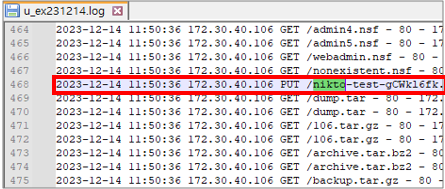 u_ex231214.log
464 2023-12-14 11:50:36 172.30.40.106 GET /admin4.nsf - 80 - 17
465 2023-12-14 11:50:36 172.30.40.106 GET /admin5.nsf - 80 - 17
466 2023-12-14 11:50:36 172.30.40.106 GET /webadmin.nsf - 80 -
467 2023-12-14 11:50:36 172.30.40.106 GET /nonexistent.nsf - 80
468 2023-12-14 11:50:36 172.30.40.106 PUT /nikto-test-gCWkl6fk.
469 2023-12-14 11:50:36 172.30.40.106 GET /dump.tar - 80 - 172.
470 2023-12-14 11:50:36 172.30.40.106 GET /dump.tar - 80 - 172.
471 2023-12-14 11:50:36 172.30.40.106 GET /106.tar.gz - 80 - 17
472 2023-12-14 11:50:36 172.30.40.106 GET /106.tar.gz - 80 - 17
473 2023-12-14 11:50:36 172.30.40.106 GET /archive.tar.bz2 - 80
474 2023-12-14 11:50:36 172.30.40.106 GET /archive.tar.bz2 - 80
475 2023-12-14 11:50:36 172.30.40.106 GET /backup.tar.gz - 80 -